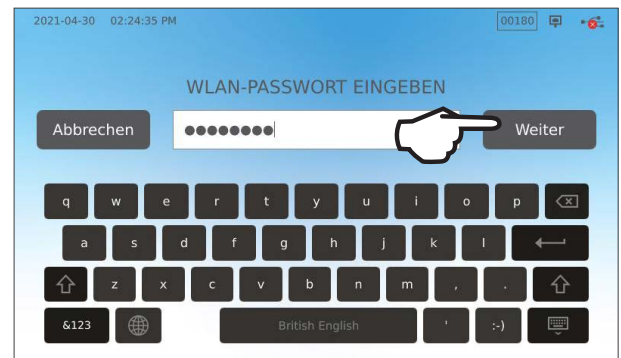 2021-04-30 02:24:35 PM 00180
WLAN-PASSWORT EINGEBEN
Abbrechen ●●●●●●●● Weiter
q w e r t y u i o p
a s d f g h j k l
z x c v b n m , .
&123 British English ' :-)